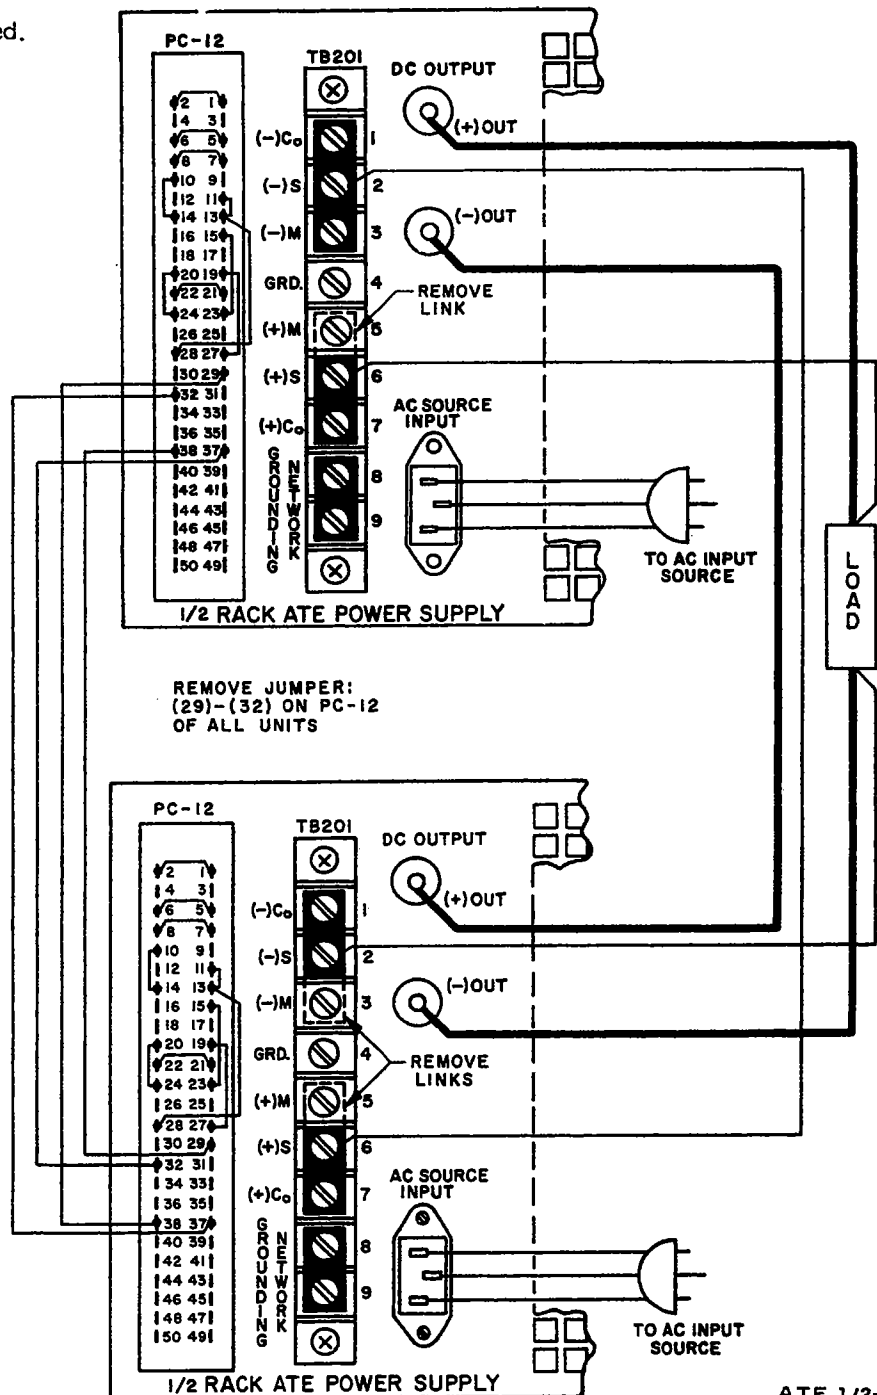 ed.
PC-12
TB201
DC OUTPUT
(+)OUT
(-)OUT
2 1
4 3
6 5
8 7
10 9
12 11
14 13
16 15
18 17
20 19
22 21
24 23
26 25
28 27
30 29
32 31
34 33
36 35
38 37
40 39
42 41
44 43
46 45
48 47
50 49
(-)Co 1
(-)S 2
(-)M 3
GRD. 4
(+)M 5
(+)S 6
(+)Co 7
8
9
GROUNDING
NETWORK
REMOVE
LINK
AC SOURCE
INPUT
TO AC INPUT
SOURCE
LOAD
1/2 RACK ATE POWER SUPPLY
REMOVE JUMPER:
(29)-(32) ON PC-12
OF ALL UNITS
PC-12
TB201
DC OUTPUT
(+)OUT
(-)OUT
2 1
4 3
6 5
8 7
10 9
12 11
14 13
16 15
18 17
20 19
22 21
24 23
26 25
28 27
30 29
32 31
34 33
36 35
38 37
40 39
42 41
44 43
46 45
48 47
50 49
(-)Co 1
(-)S 2
(-)M 3
GRD. 4
(+)M 5
(+)S 6
(+)Co 7
8
9
GROUNDING
NETWORK
REMOVE
LINKS
AC SOURCE
INPUT
TO AC INPUT
SOURCE
1/2 RACK ATE POWER SUPPLY
ATE 1/2-